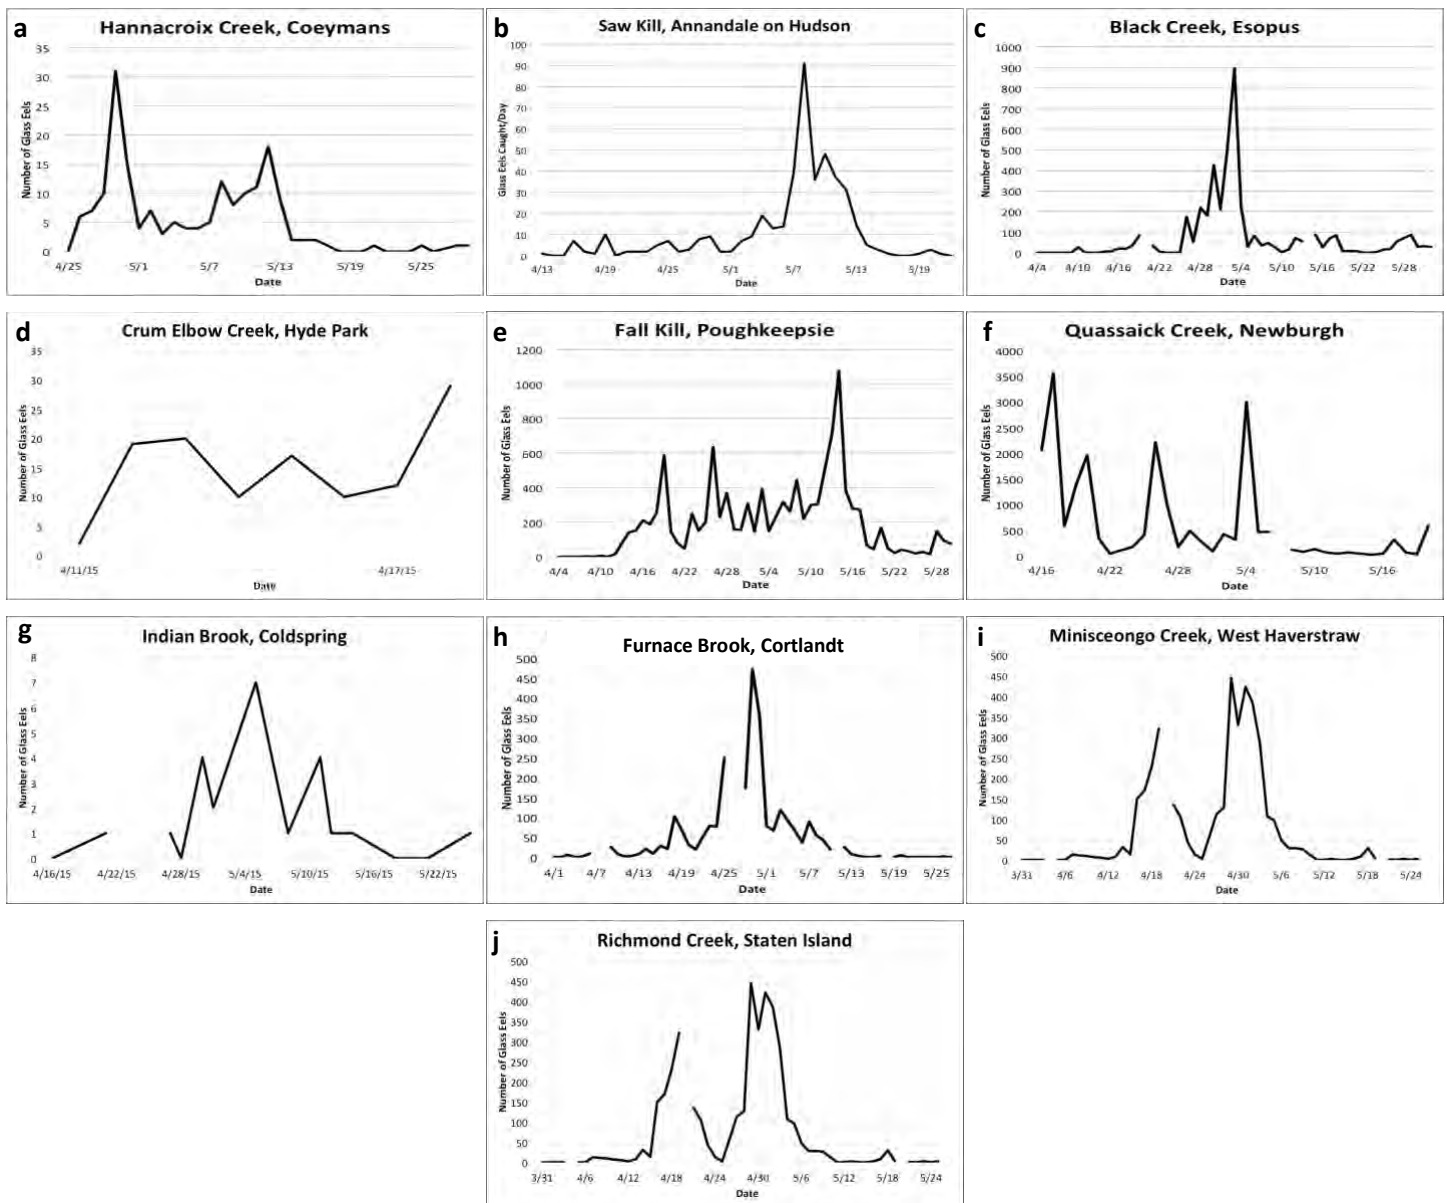 a
Hannacroix Creek, Coeymans
Number of Glass Eels
35
30
25
20
15
10
5
0
4/25 5/1 5/7 5/13 5/19 5/25
Date
b
Saw Kill, Annandale on Hudson
Glass Eels Caught/Day
100
90
80
70
60
50
40
30
20
10
0
4/13 4/19 4/25 5/1 5/7 5/13 5/19
Date
c
Black Creek, Esopus
Number of Glass Eels
1000
900
800
700
600
500
400
300
200
100
0
4/4 4/10 4/16 4/22 4/28 5/4 5/10 5/16 5/22 5/28
Date
d
Crum Elbow Creek, Hyde Park
Number of Glass Eels
35
30
25
20
15
10
5
0
4/11/15 4/17/15
Date
e
Fall Kill, Poughkeepsie
Number of Glass Eels
1200
1000
800
600
400
200
0
4/4 4/10 4/16 4/22 4/28 5/4 5/10 5/16 5/22 5/28
Date
f
Quassaick Creek, Newburgh
Number of Glass Eels
4000
3500
3000
2500
2000
1500
1000
500
0
4/16 4/22 4/28 5/4 5/10 5/16
Date
g
Indian Brook, Coldspring
Number of Glass Eels
8
7
6
5
4
3
2
1
0
4/16/15 4/22/15 4/28/15 5/4/15 5/10/15 5/16/15 5/22/15
Date
h
Furnace Brook, Cortlandt
Number of Glass Eels
500
450
400
350
300
250
200
150
100
50
0
4/1 4/7 4/13 4/19 4/25 5/1 5/7 5/13 5/19 5/25
Date
i
Minisceongo Creek, West Haverstraw
Number of Glass Eels
500
450
400
350
300
250
200
150
100
50
0
3/31 4/6 4/12 4/18 4/24 4/30 5/6 5/12 5/18 5/24
Date
j
Richmond Creek, Staten Island
Number of Glass Eels
500
450
400
350
300
250
200
150
100
50
0
3/31 4/6 4/12 4/18 4/24 4/30 5/6 5/12 5/18 5/24
Date